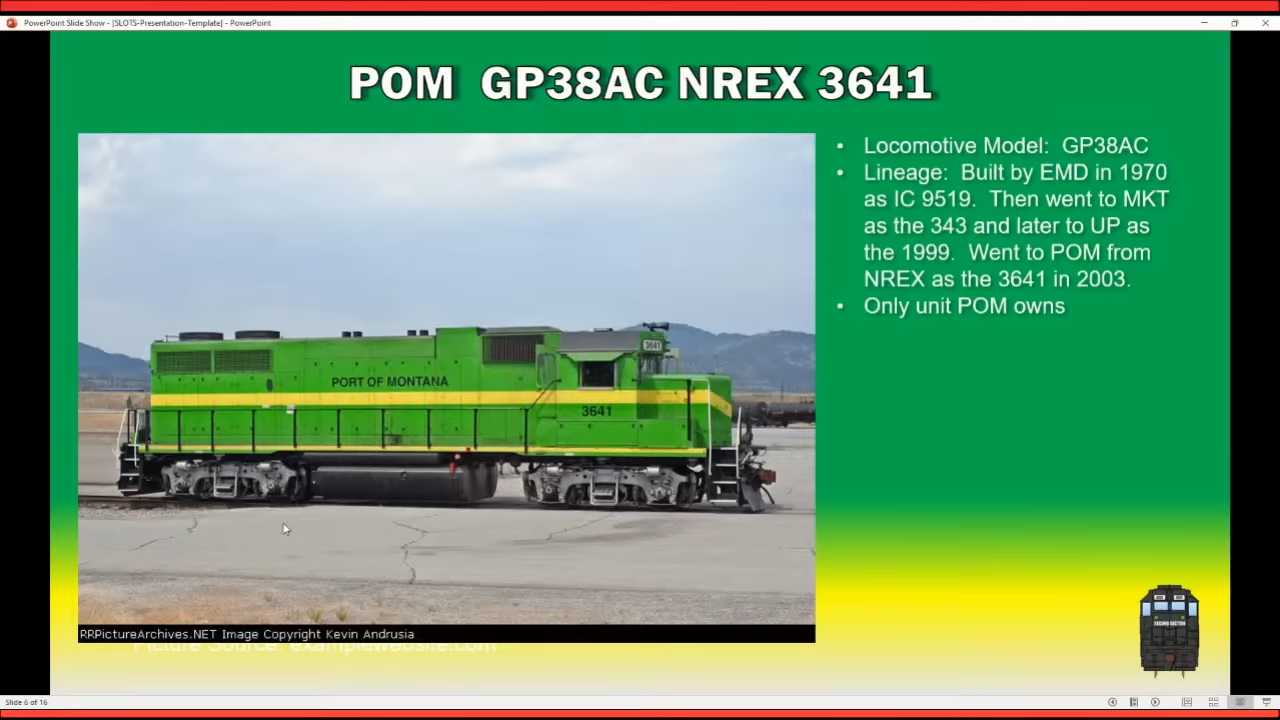 PowerPoint Slide Show - [SLOTS-Presentation-Template] - PowerPoint
POM GP38AC NREX 3641
• Locomotive Model: GP38AC
• Lineage: Built by EMD in 1970
as IC 9519. Then went to MKT
as the 343 and later to UP as
the 1999. Went to POM from
NREX as the 3641 in 2003.
• Only unit POM owns
3641
PORT OF MONTANA
3641
RRPictureArchives.NET Image Copyright Kevin Andrusia
Picture Source examplewebsite.com
SECOND SECTION
Slide 6 of 16